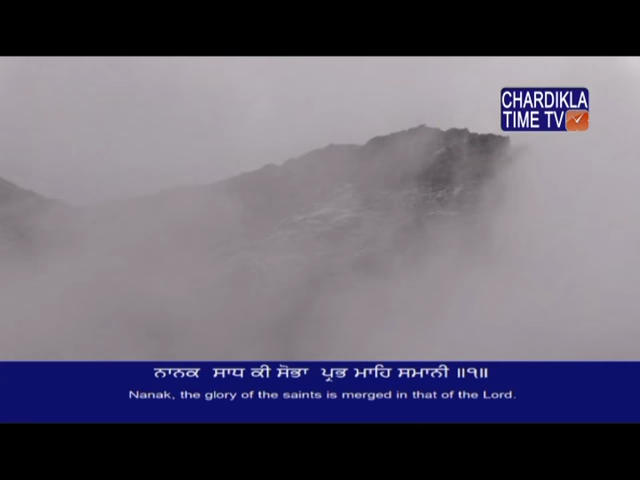 CHARDIKLA
TIME TV
ਨਾਨਕ ਸਾਧ ਕੀ ਸੋਭਾ ਪ੍ਰਭ ਮਾਹਿ ਸਮਾਨੀ ॥੧॥
Nanak, the glory of the saints is merged in that of the Lord.